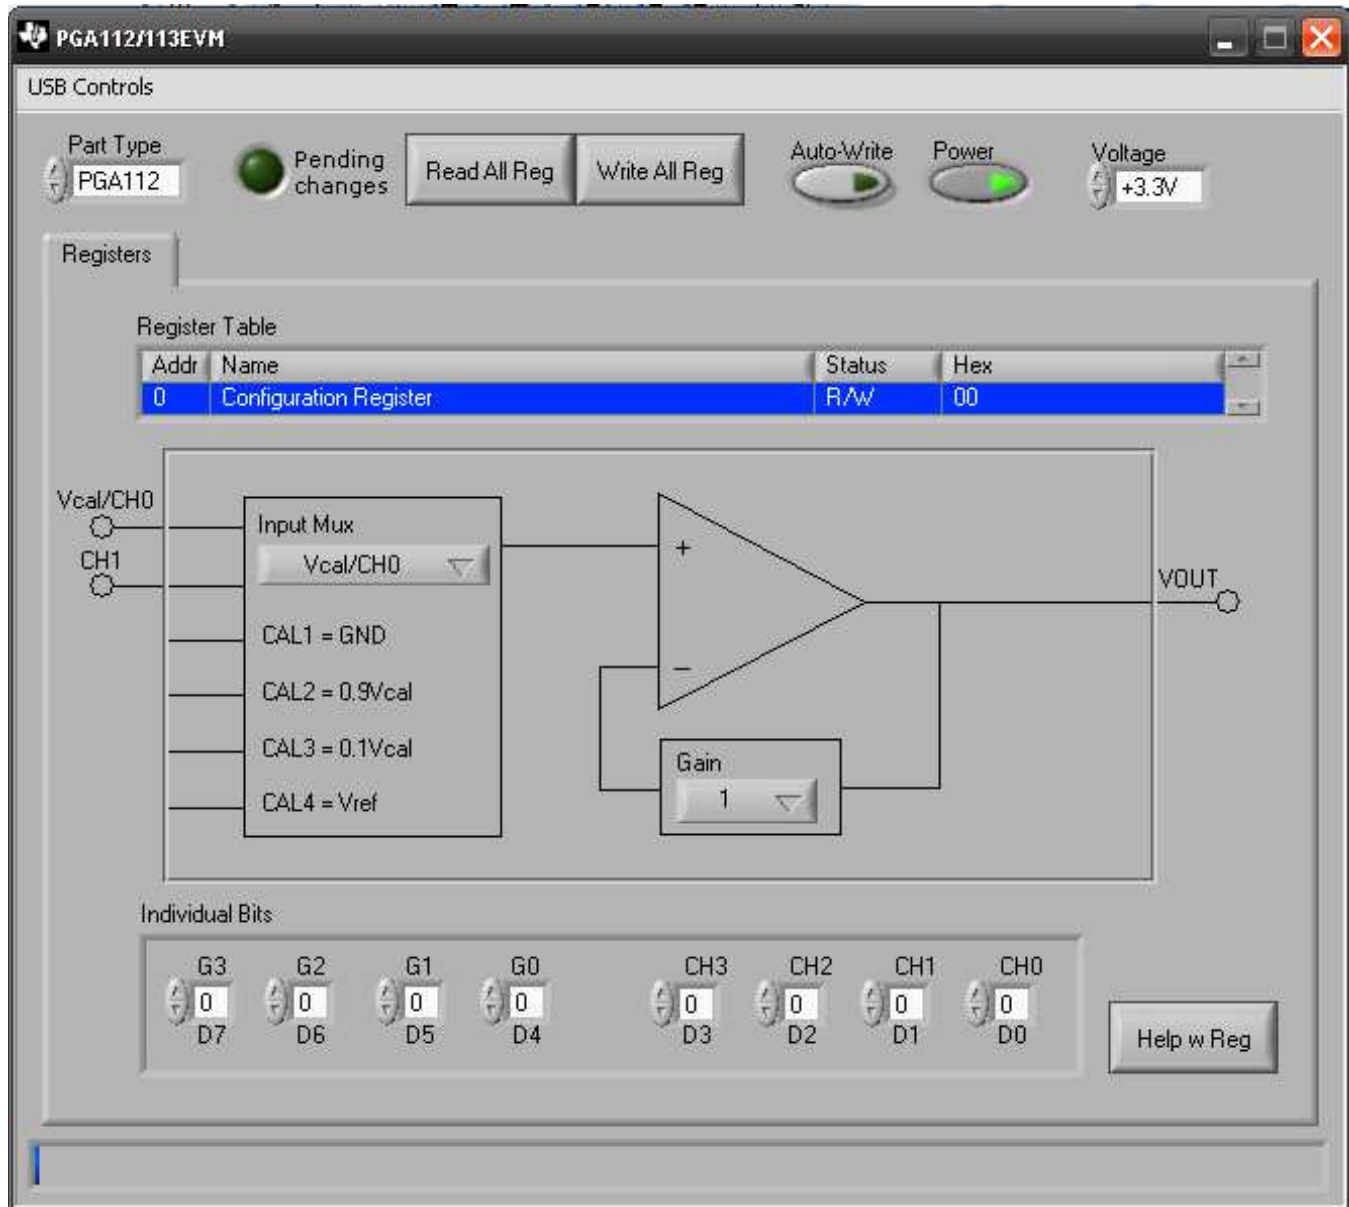 PGA112/113EVM
USB Controls
Part Type
PGA112
Pending
changes
Read All Reg
Write All Reg
Auto-Write
Power
Voltage
+3.3V
Registers
Register Table
Addr Name Status Hex
0 Configuration Register R/W 00
Vcal/CH0
CH1
Input Mux
Vcal/CH0
CAL1 = GND
CAL2 = 0.9Vcal
CAL3 = 0.1Vcal
CAL4 = Vref
+
−
Gain
1
VOUT
Individual Bits
G3 G2 G1 G0 CH3 CH2 CH1 CH0
0 0 0 0 0 0 0 0
D7 D6 D5 D4 D3 D2 D1 D0
Help w Reg